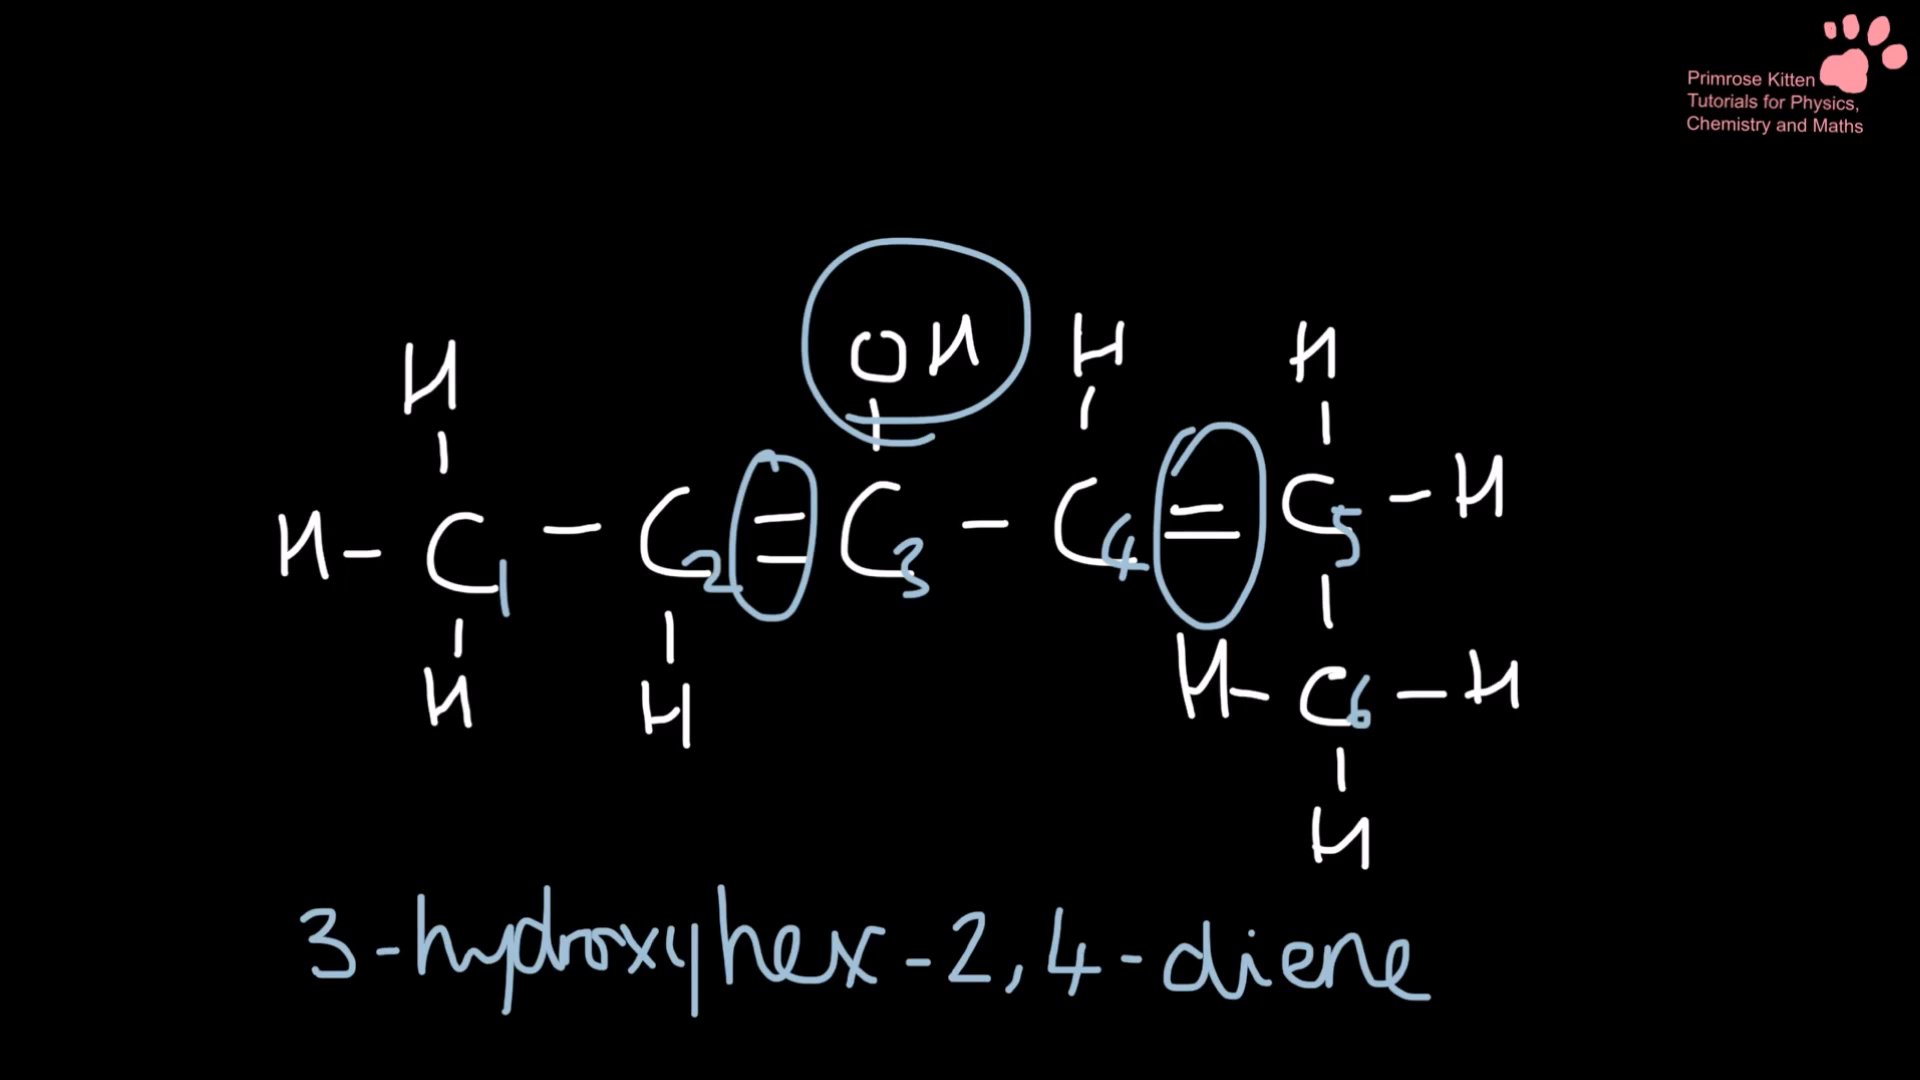 Primrose Kitten
Tutorials for Physics,
Chemistry and Maths
OH H H
H
H - C1 - C2 = C3 - C4 = C5 - H
H H H - C6 - H
H
3-hydroxyhex-2,4-diene